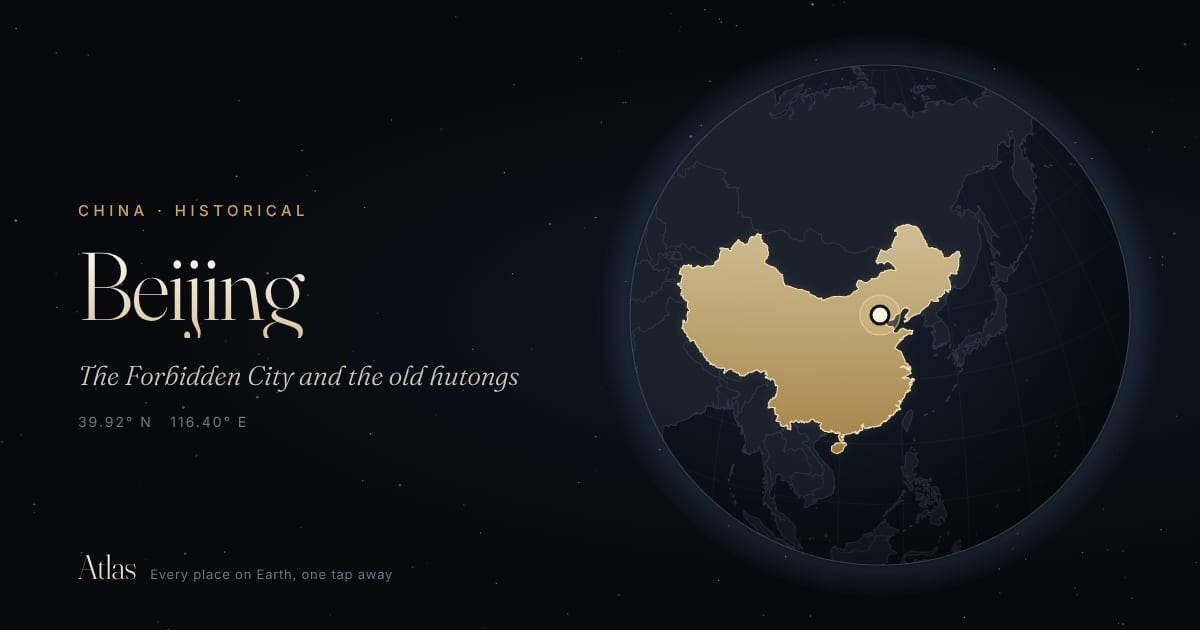 CHINA · HISTORICAL
Beijing
The Forbidden City and the old hutongs
39.92° N 116.40° E
Atlas Every place on Earth, one tap away